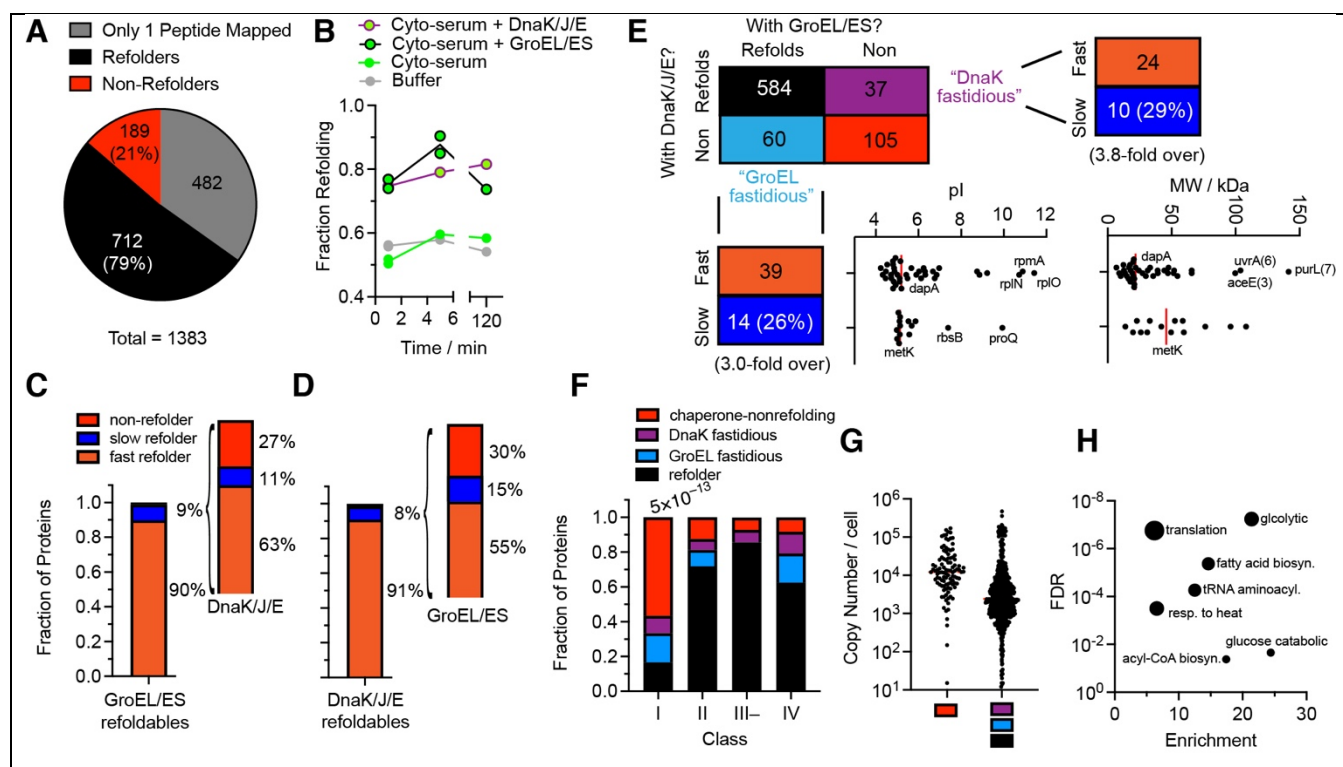 A
Only 1 Peptide Mapped
Refolders
Non-Refolders
189
(21%)
482
712
(79%)
Total = 1383
B
Cyto-serum + DnaK/J/E
Cyto-serum + GroEL/ES
Cyto-serum
Buffer
Fraction Refolding
1.0
0.8
0.6
0.4
0 2 4 6 120
Time / min
E
With GroEL/ES?
Refolds Non
With DnaK/J/E?
Refolds
Non
584 37
60 105
"DnaK
fastidious"
"GroEL
fastidious"
Fast
Slow
24
10 (29%)
(3.8-fold over)
Fast
Slow
39
14 (26%)
(3.0-fold over)
pI
4 6 8 10 12
dapA
rpmA
rplN
rplO
metK
rbsB
proQ
MW / kDa
0 50 100 150
dapA
uvrA(6)
aceE(3)
purL(7)
metK
C
non-refolder
slow refolder
fast refolder
Fraction of Proteins
1.0
0.8
0.6
0.4
0.2
0.0
9%
90%
27%
11%
63%
DnaK/J/E
GroEL/ES
refoldables
D
8%
91%
30%
15%
55%
GroEL/ES
DnaK/J/E
refoldables
F
chaperone-nonrefolding
DnaK fastidious
GroEL fastidious
refolder
5×10⁻¹³
Fraction of Proteins
1.0
0.8
0.6
0.4
0.2
0.0
I II III– IV
Class
G
Copy Number / cell
10⁶
10⁵
10⁴
10³
10²
10¹
H
FDR
10⁻⁸
10⁻⁶
10⁻⁴
10⁻²
10⁰
translation
glcolytic
fatty acid biosyn.
tRNA aminoacyl.
resp. to heat
glucose catabolic
acyl-CoA biosyn.
0 10 20 30
Enrichment